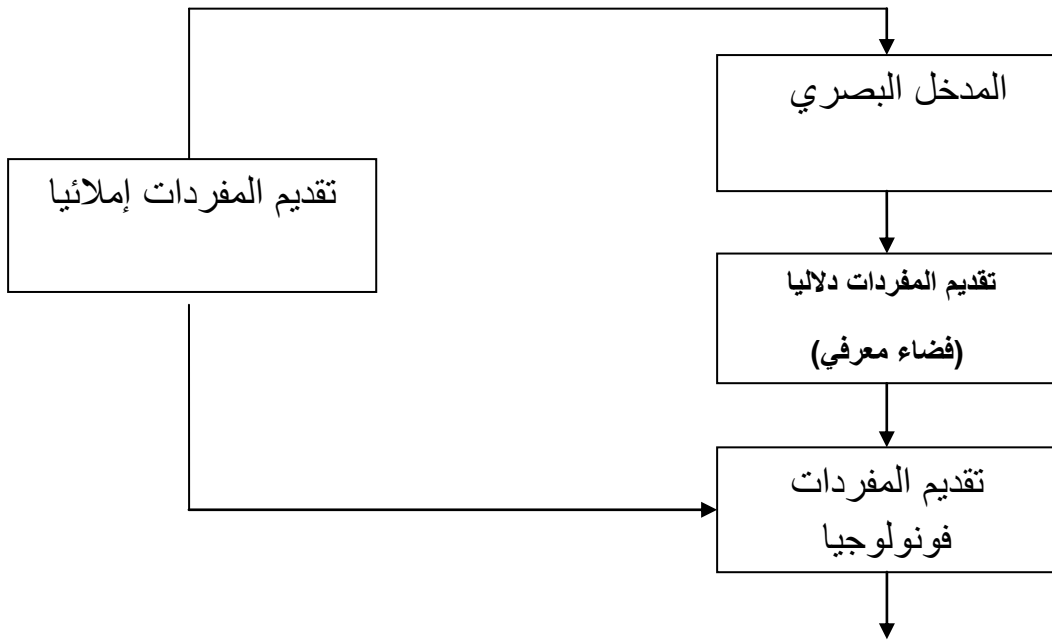 المدخل البصري
تقديم المفردات إملائيا
تقديم المفردات دلاليا
(فضاء معرفي)
تقديم المفردات
فونولوجيا